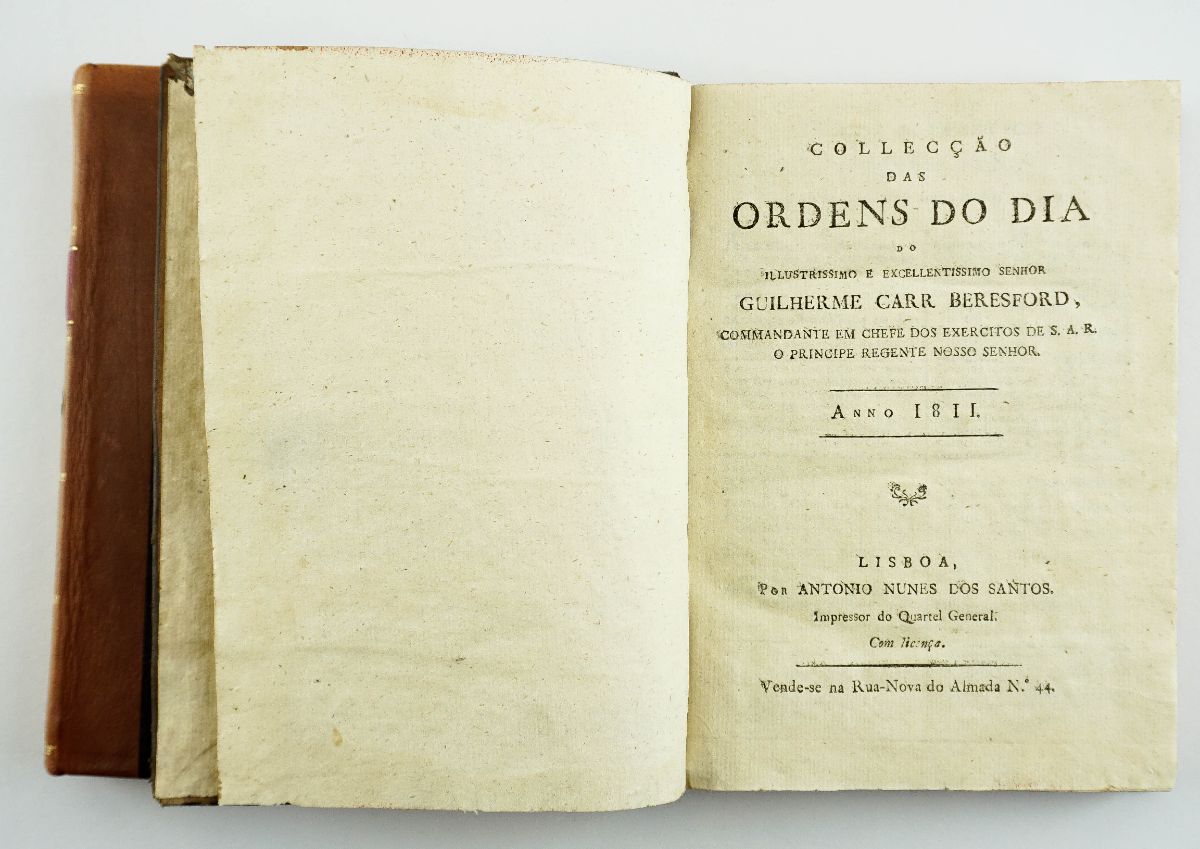 COLLECÇÃO
DAS
ORDENS DO DIA
DO
ILLUSTRISSIMO E EXCELLENTISSIMO SENHOR
GUILHERME CARR BERESFORD,
COMMANDANTE EM CHEFE DOS EXERCITOS DE S. A. R.
O PRINCIPE REGENTE NOSSO SENHOR.
ANNO 1811.
LISBOA,
POR ANTONIO NUNES DOS SANTOS.
Impressor do Quartel General.
Com licença.
Vende-se na Rua-Nova do Almada N.º 44.